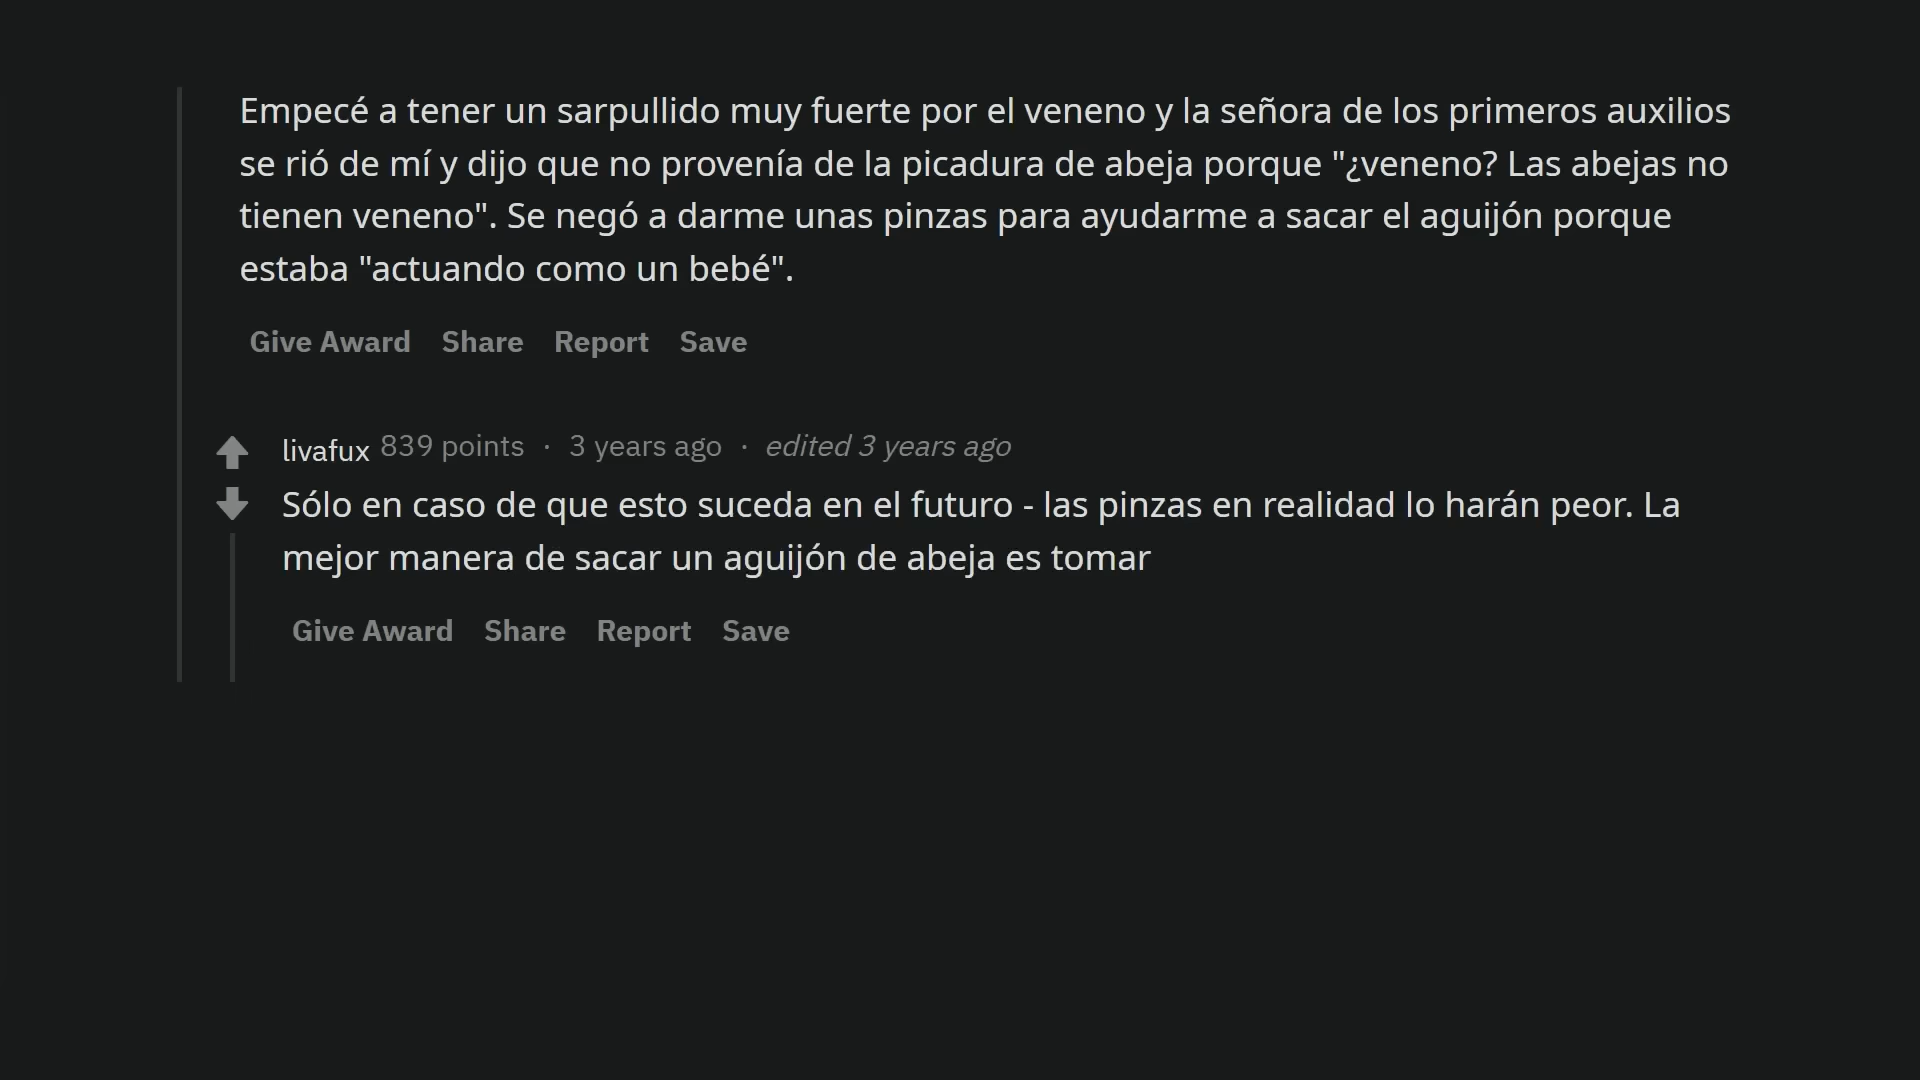 Empecé a tener un sarpullido muy fuerte por el veneno y la señora de los primeros auxilios
se rió de mí y dijo que no provenía de la picadura de abeja porque "¿veneno? Las abejas no
tienen veneno". Se negó a darme unas pinzas para ayudarme a sacar el aguijón porque
estaba "actuando como un bebé".
Give Award Share Report Save
livafux 839 points · 3 years ago · edited 3 years ago
Sólo en caso de que esto suceda en el futuro - las pinzas en realidad lo harán peor. La
mejor manera de sacar un aguijón de abeja es tomar
Give Award Share Report Save